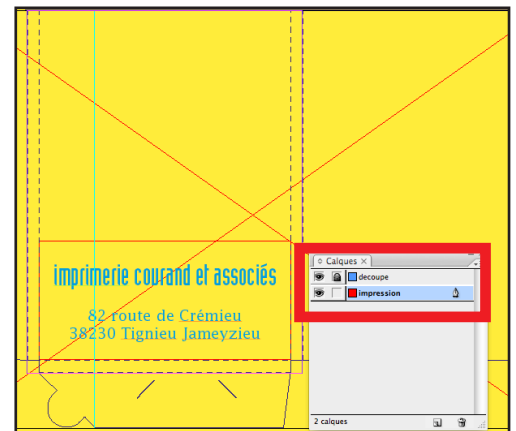 imprimerie courand et associés
82 route de Crémieu
38230 Tignieu Jameyzieu
Calques
decoupe
impression
2 calques